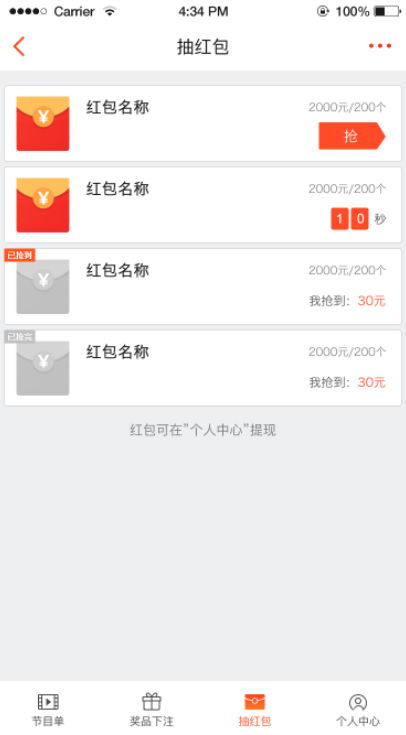 Carrier 4:34 PM 100%
抽红包
红包名称 2000元/200个
¥
抢
红包名称 2000元/200个
¥
1 0 秒
已抢到
红包名称 2000元/200个
¥
我抢到：30元
已抢完
红包名称 2000元/200个
¥
我抢到：30元
红包可在"个人中心"提现
节目单 奖品下注 抽红包 个人中心